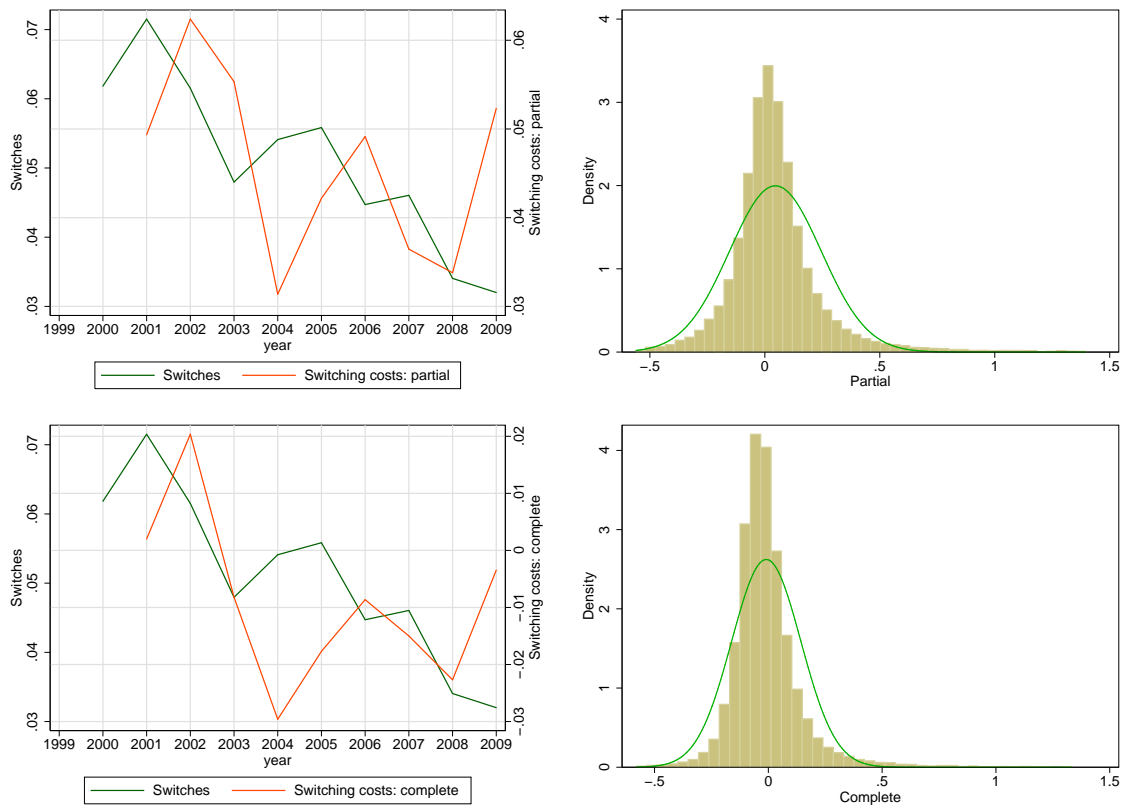 .07
.06
.05
.04
.03
Switches
.06
.05
.04
.03
Switching costs: partial
1999 2000 2001 2002 2003 2004 2005 2006 2007 2008 2009
year
Switches Switching costs: partial
4
3
2
1
0
Density
-.5 0 .5 1 1.5
Partial
.07
.06
.05
.04
.03
Switches
.02
.01
0
-.01
-.02
-.03
Switching costs: complete
1999 2000 2001 2002 2003 2004 2005 2006 2007 2008 2009
year
Switches Switching costs: complete
4
3
2
1
0
Density
-.5 0 .5 1 1.5
Complete